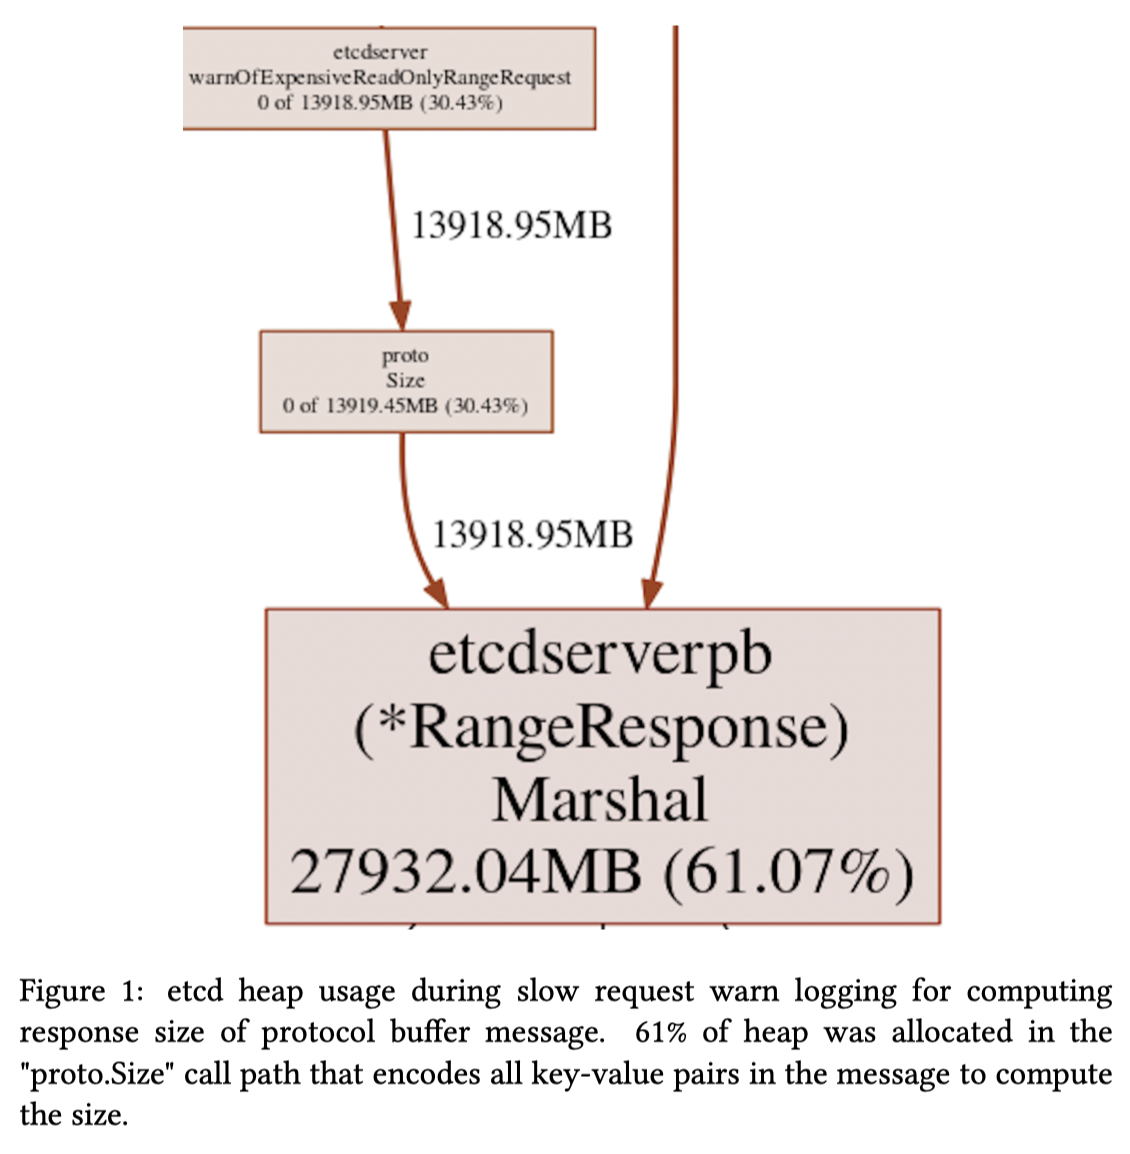 etcdserver
warnOfExpensiveReadOnlyRangeRequest
0 of 13918.95MB (30.43%)
13918.95MB
proto
Size
0 of 13919.45MB (30.43%)
13918.95MB
etcdserverpb
(*RangeResponse)
Marshal
27932.04MB (61.07%)
Figure 1: etcd heap usage during slow request warn logging for computing
response size of protocol buffer message. 61% of heap was allocated in the
"proto.Size" call path that encodes all key-value pairs in the message to compute
the size.